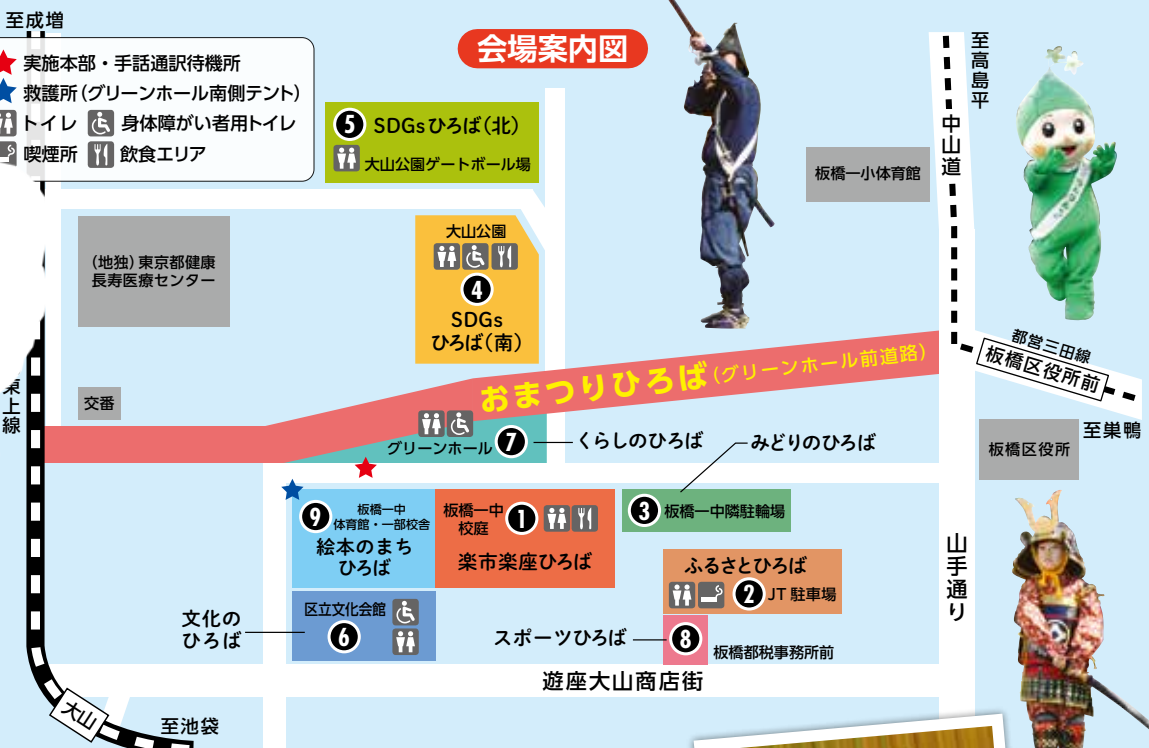 至成増
会場案内図
実施本部・手話通訳待機所
救護所(グリーンホール南側テント)
トイレ 身体障がい者用トイレ
喫煙所 飲食エリア
至高島平
中山道
5 SDGsひろば(北)
大山公園ゲートボール場
板橋一小体育館
(地独)東京都健康
長寿医療センター
大山公園
4
SDGs
ひろば(南)
おまつりひろば(グリーンホール前道路)
都営三田線
板橋区役所前
至巣鴨
東上線
交番
グリーンホール 7
くらしのひろば
みどりのひろば
板橋区役所
9 板橋一中
体育館・一部校舎
絵本のまち
ひろば
板橋一中
校庭
1
楽市楽座ひろば
3 板橋一中隣駐輪場
ふるさとひろば
2 JT 駐車場
山手通り
文化の
ひろば
区立文化会館
6
スポーツひろば
8
板橋都税事務所前
遊座大山商店街
大山
至池袋